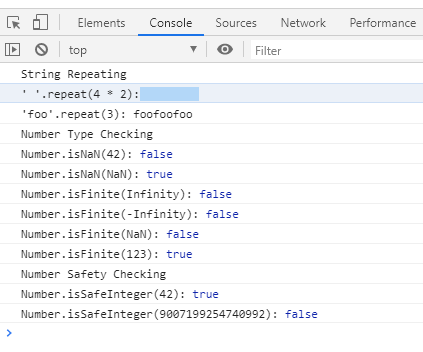 Elements Console Sources Network Performance
top Filter
String Repeating
' '.repeat(4 * 2):
'foo'.repeat(3): foofoofoo
Number Type Checking
Number.isNaN(42): false
Number.isNaN(NaN): true
Number.isFinite(Infinity): false
Number.isFinite(-Infinity): false
Number.isFinite(NaN): false
Number.isFinite(123): true
Number Safety Checking
Number.isSafeInteger(42): true
Number.isSafeInteger(9007199254740992): false